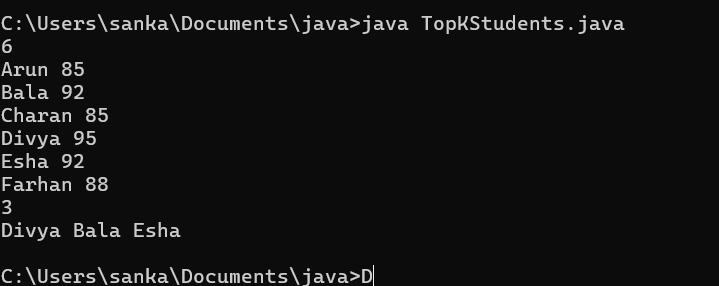 C:\Users\sanka\Documents\java>java TopKStudents.java
6
Arun 85
Bala 92
Charan 85
Divya 95
Esha 92
Farhan 88
3
Divya Bala Esha
C:\Users\sanka\Documents\java>D